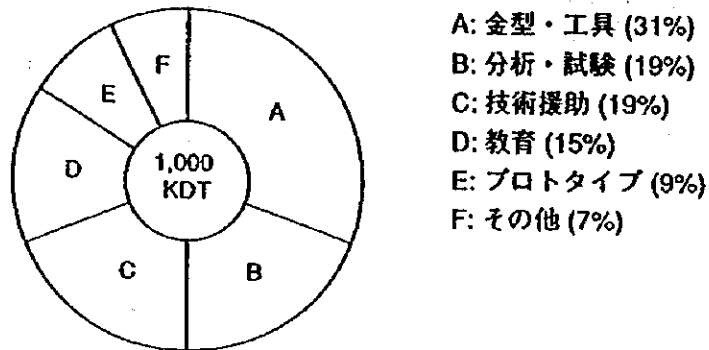 F
A
E
1,000
KDT
D
C
B
A: 金型・工具 (31%)
B: 分析・試験 (19%)
C: 技術援助 (19%)
D: 教育 (15%)
E: プロトタイプ (9%)
F: その他 (7%)